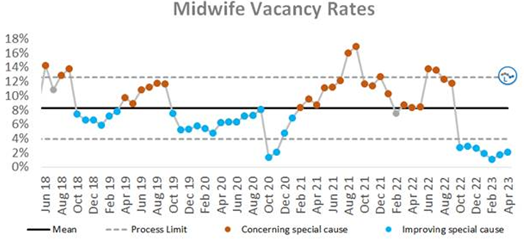 Midwife Vacancy Rates
18%
16%
14%
12%
10%
8%
6%
4%
2%
0%
Jun 18
Aug 18
Oct 18
Dec 18
Feb 19
Apr 19
Jun 19
Aug 19
Oct 19
Dec 19
Feb 20
Apr 20
Jun 20
Aug 20
Oct 20
Dec 20
Feb 21
Apr 21
Jun 21
Aug 21
Oct 21
Dec 21
Feb 22
Apr 22
Jun 22
Aug 22
Oct 22
Dec 22
Feb 23
Apr 23
Mean Process Limit Concerning special cause Improving special cause